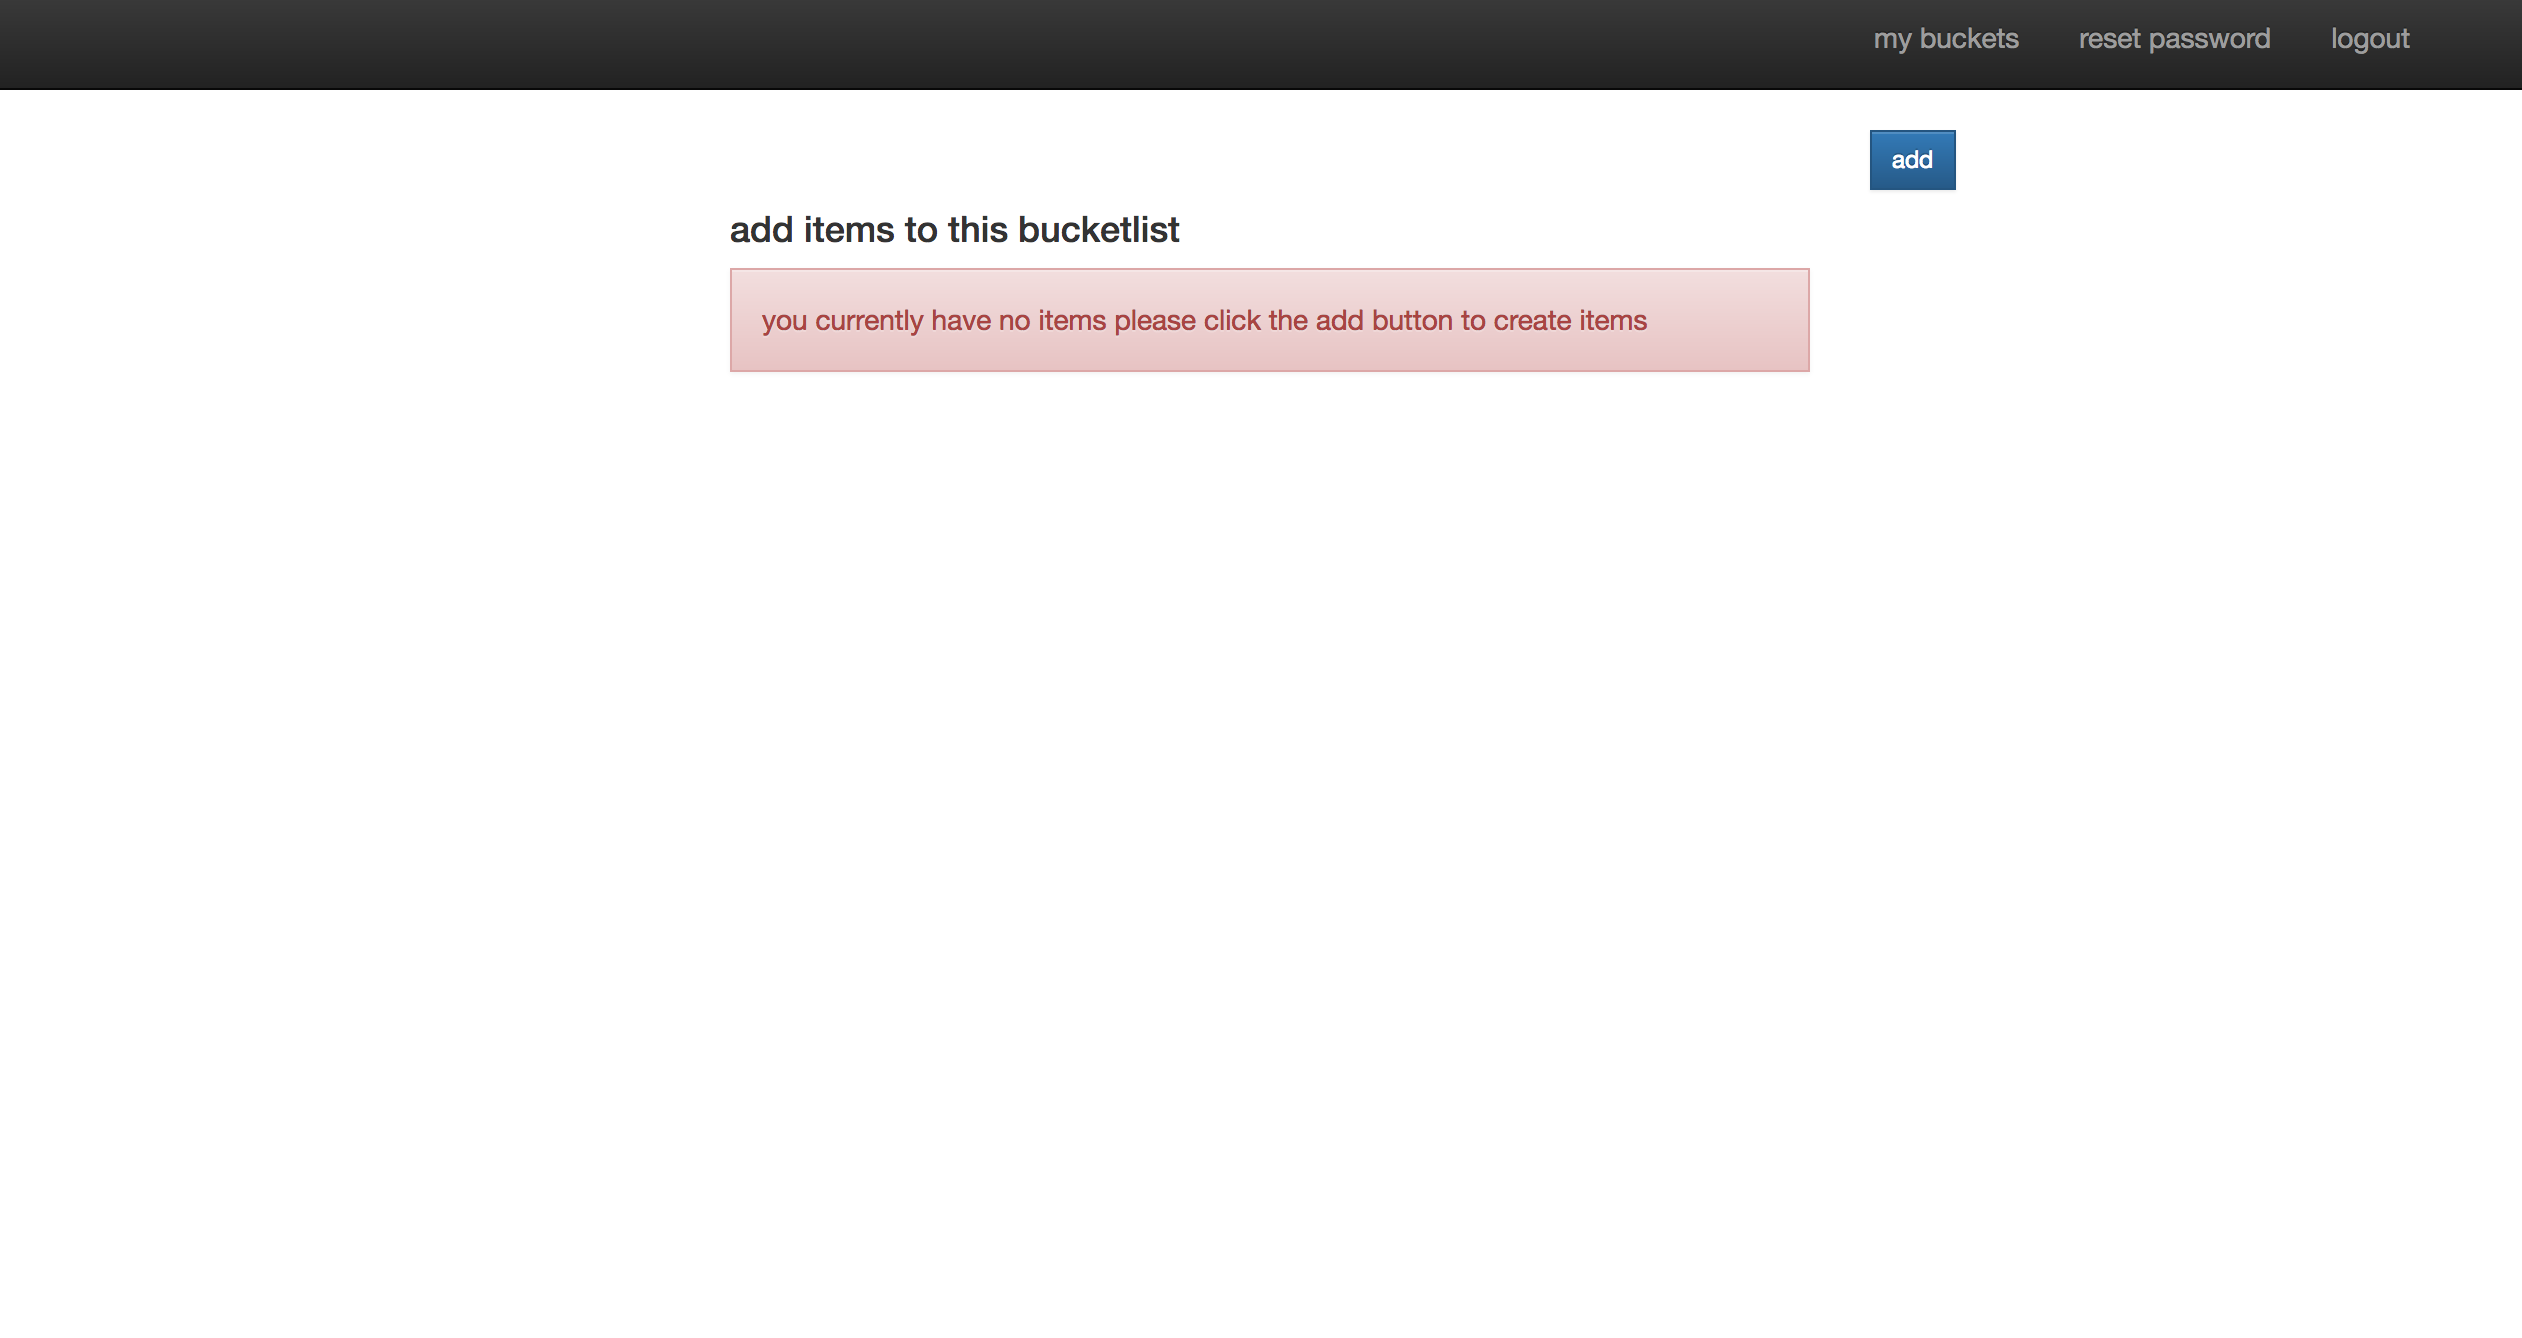 my buckets reset password logout
add
add items to this bucketlist
you currently have no items please click the add button to create items